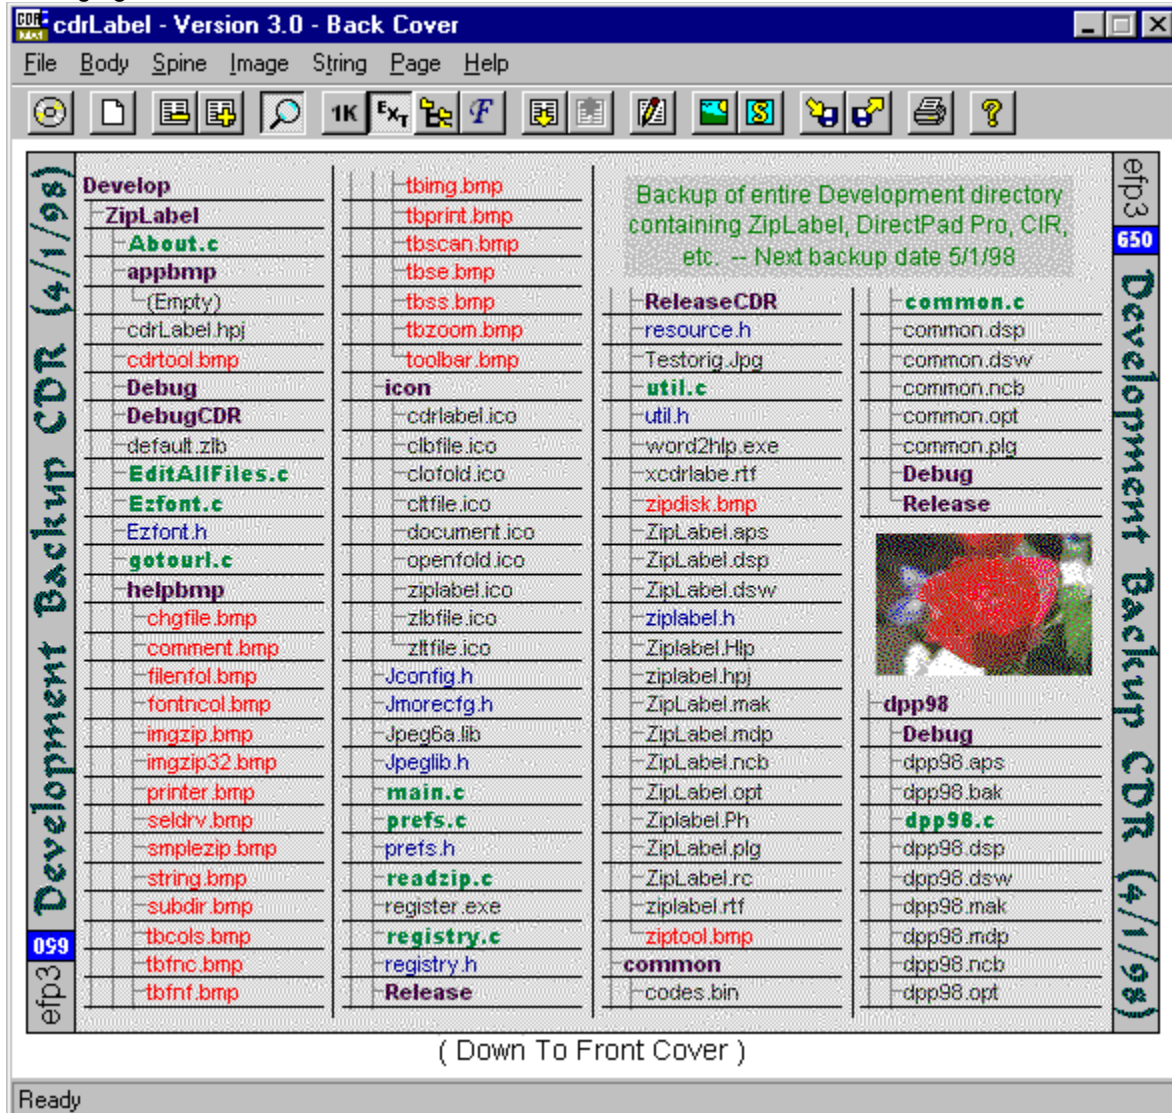 cdrLabel - Version 3.0 - Back Cover
File Body Spine Image String Page Help
1K EXT F S ?
Development Backup CDR (4/1/98)
650
efp3
Develop
ZipLabel
About.c
appbmp
(Empty)
cdrLabel.hpj
cdrtool.bmp
Debug
DebugCDR
default.zlb
EditAllFiles.c
Ezfont.c
Ezfont.h
gotourl.c
helpbmp
chgfile.bmp
comment.bmp
filenfol.bmp
fontncol.bmp
imgzip.bmp
imgzip32.bmp
printer.bmp
seldrv.bmp
smplezip.bmp
string.bmp
subdir.bmp
tbcols.bmp
tbfnc.bmp
tbfnf.bmp
tbimg.bmp
tbprint.bmp
tbscan.bmp
tbse.bmp
tbss.bmp
tbzoom.bmp
toolbar.bmp
icon
cdrlabel.ico
clbfile.ico
clofold.ico
cltfile.ico
document.ico
openfold.ico
ziplabel.ico
zlbfile.ico
zltfile.ico
Jconfig.h
Jmorecfg.h
Jpeg6a.lib
Jpeglib.h
main.c
prefs.c
prefs.h
readzip.c
register.exe
registry.c
registry.h
Release
Backup of entire Development directory
containing ZipLabel, DirectPad Pro, CIR,
etc. -- Next backup date 5/1/98
ReleaseCDR
resource.h
Testorig.Jpg
util.c
util.h
word2hlp.exe
xcdrlabe.rtf
zipdisk.bmp
ZipLabel.aps
ZipLabel.dsp
ZipLabel.dsw
ziplabel.h
Ziplabel.Hlp
ziplabel.hpj
ZipLabel.mak
ZipLabel.mdp
ZipLabel.ncb
ZipLabel.opt
Ziplabel.Ph
ZipLabel.plg
ZipLabel.rc
ziplabel.rtf
ziptool.bmp
common
codes.bin
common.c
common.dsp
common.dsw
common.ncb
common.opt
common.plg
Debug
Release
dpp98
Debug
dpp98.aps
dpp98.bak
dpp98.c
dpp98.dsp
dpp98.dsw
dpp98.mak
dpp98.mdp
dpp98.ncb
dpp98.opt
efp3
650
Development Backup CDR (4/1/98)
( Down To Front Cover )
Ready